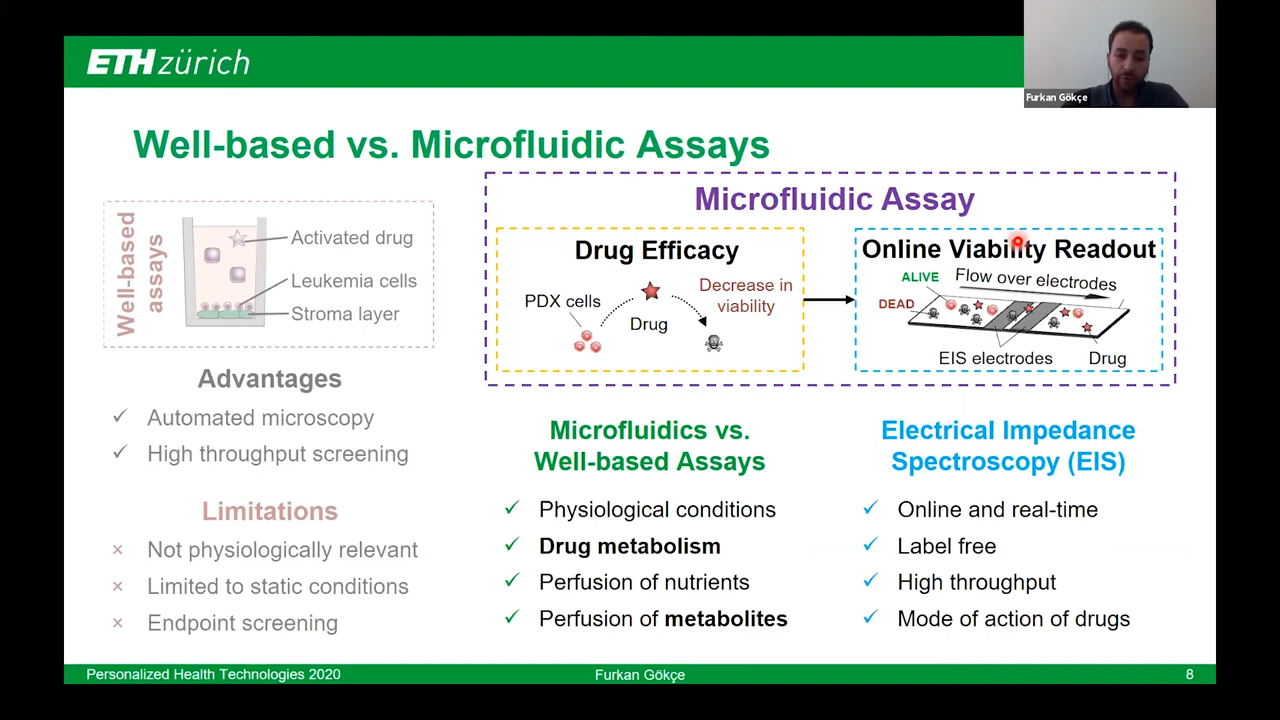 ETH zürich
Furkan Gökçe
Well-based vs. Microfluidic Assays
Well-based
assays
Activated drug
Leukemia cells
Stroma layer
Advantages
✓ Automated microscopy
✓ High throughput screening
Limitations
× Not physiologically relevant
× Limited to static conditions
× Endpoint screening
Microfluidic Assay
Drug Efficacy
PDX cells
Drug
Decrease in
viability
Online Viability Readout
ALIVE
Flow over electrodes
DEAD
EIS electrodes
Drug
Microfluidics vs.
Well-based Assays
✓ Physiological conditions
✓ Drug metabolism
✓ Perfusion of nutrients
✓ Perfusion of metabolites
Electrical Impedance
Spectroscopy (EIS)
✓ Online and real-time
✓ Label free
✓ High throughput
✓ Mode of action of drugs
Personalized Health Technologies 2020
Furkan Gökçe
8